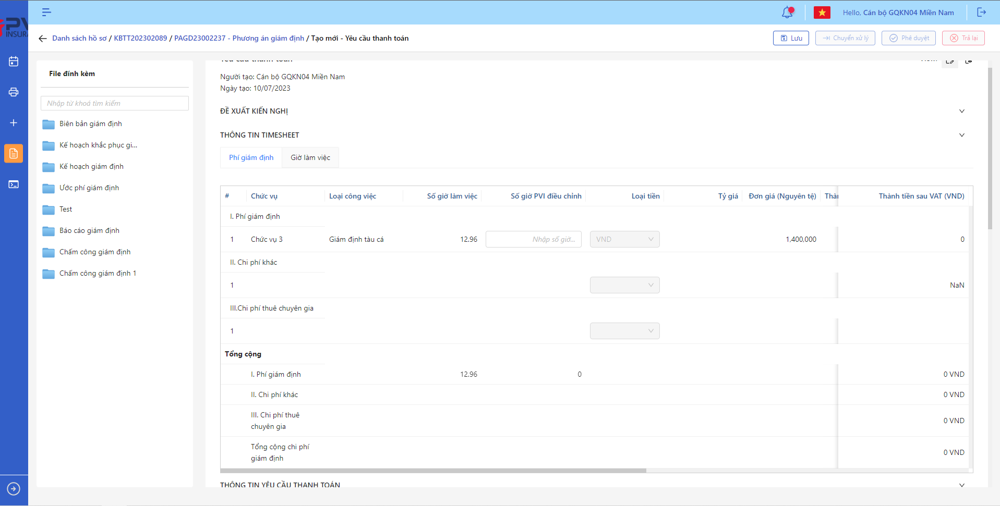 Hello, Cán bộ GQKN04 Miền Nam
PVI
INSURA
Danh sách hồ sơ / KBTT202302089 / PAGD23002237 - Phương án giám định / Tạo mới - Yêu cầu thanh toán
Lưu
Chuyển xử lý
Phê duyệt
Trả lại
File đính kèm
Nhập từ khoá tìm kiếm
Biên bản giám định
Kế hoạch khắc phục gi...
Kế hoạch giám định
Ước phí giám định
Test
Báo cáo giám định
Chấm công giám định
Chấm công giám định 1
Yêu cầu thanh toán
Người tạo: Cán bộ GQKN04 Miền Nam
Ngày tạo: 10/07/2023
ĐỀ XUẤT KIẾN NGHỊ
THÔNG TIN TIMESHEET
Phí giám định
Giờ làm việc
# Chức vụ Loại công việc Số giờ làm việc Số giờ PVI điều chỉnh Loại tiền Tỷ giá Đơn giá (Nguyên tệ) Thàn Thành tiền sau VAT (VND)
I. Phí giám định
1 Chức vụ 3 Giám định tàu cá 12.96 Nhập số giờ... VND 1,400,000 0
II. Chi phí khác
1 NaN
III.Chi phí thuê chuyên gia
1
Tổng cộng
I. Phí giám định 12.96 0 0 VND
II. Chi phí khác 0 VND
III. Chi phí thuê
chuyên gia
0 VND
Tổng cộng chi phí
giám định
0 VND
THÔNG TIN YÊU CẦU THANH TOÁN